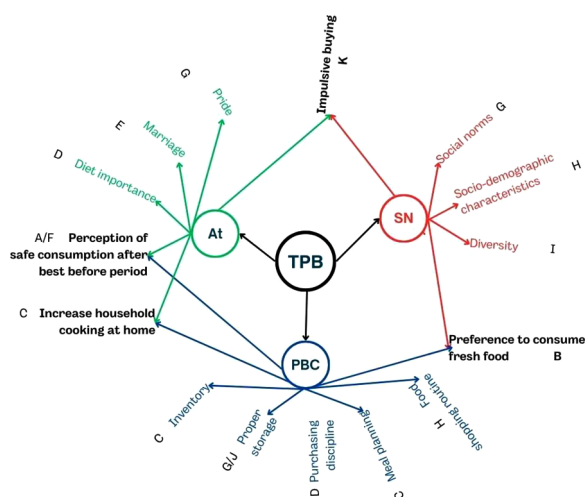 Impulsive buying
K
G
Pride
E
Marriage
D
Diet importance
A/F Perception of
safe consumption after
best before period
C Increase household
cooking at home
At
TPB
SN
PBC
G
Social norms
H
Socio-demographic
characteristics
Diversity
I
Preference to consume
fresh food B
C
Inventory
G/J
Proper
storage
D
Purchasing
discipline
Meal planning
C
Food
shopping routine
H